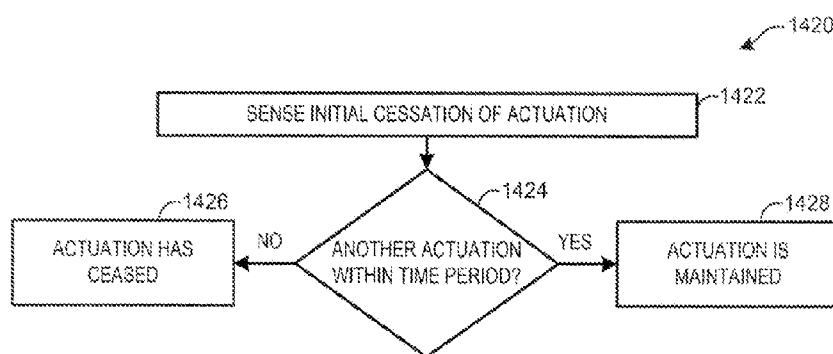 1420
SENSE INITIAL CESSATION OF ACTUATION
1422
1424
1426
1428
ACTUATION HAS
CEASED
NO
ANOTHER ACTUATION
WITHIN TIME PERIOD?
YES
ACTUATION IS
MAINTAINED